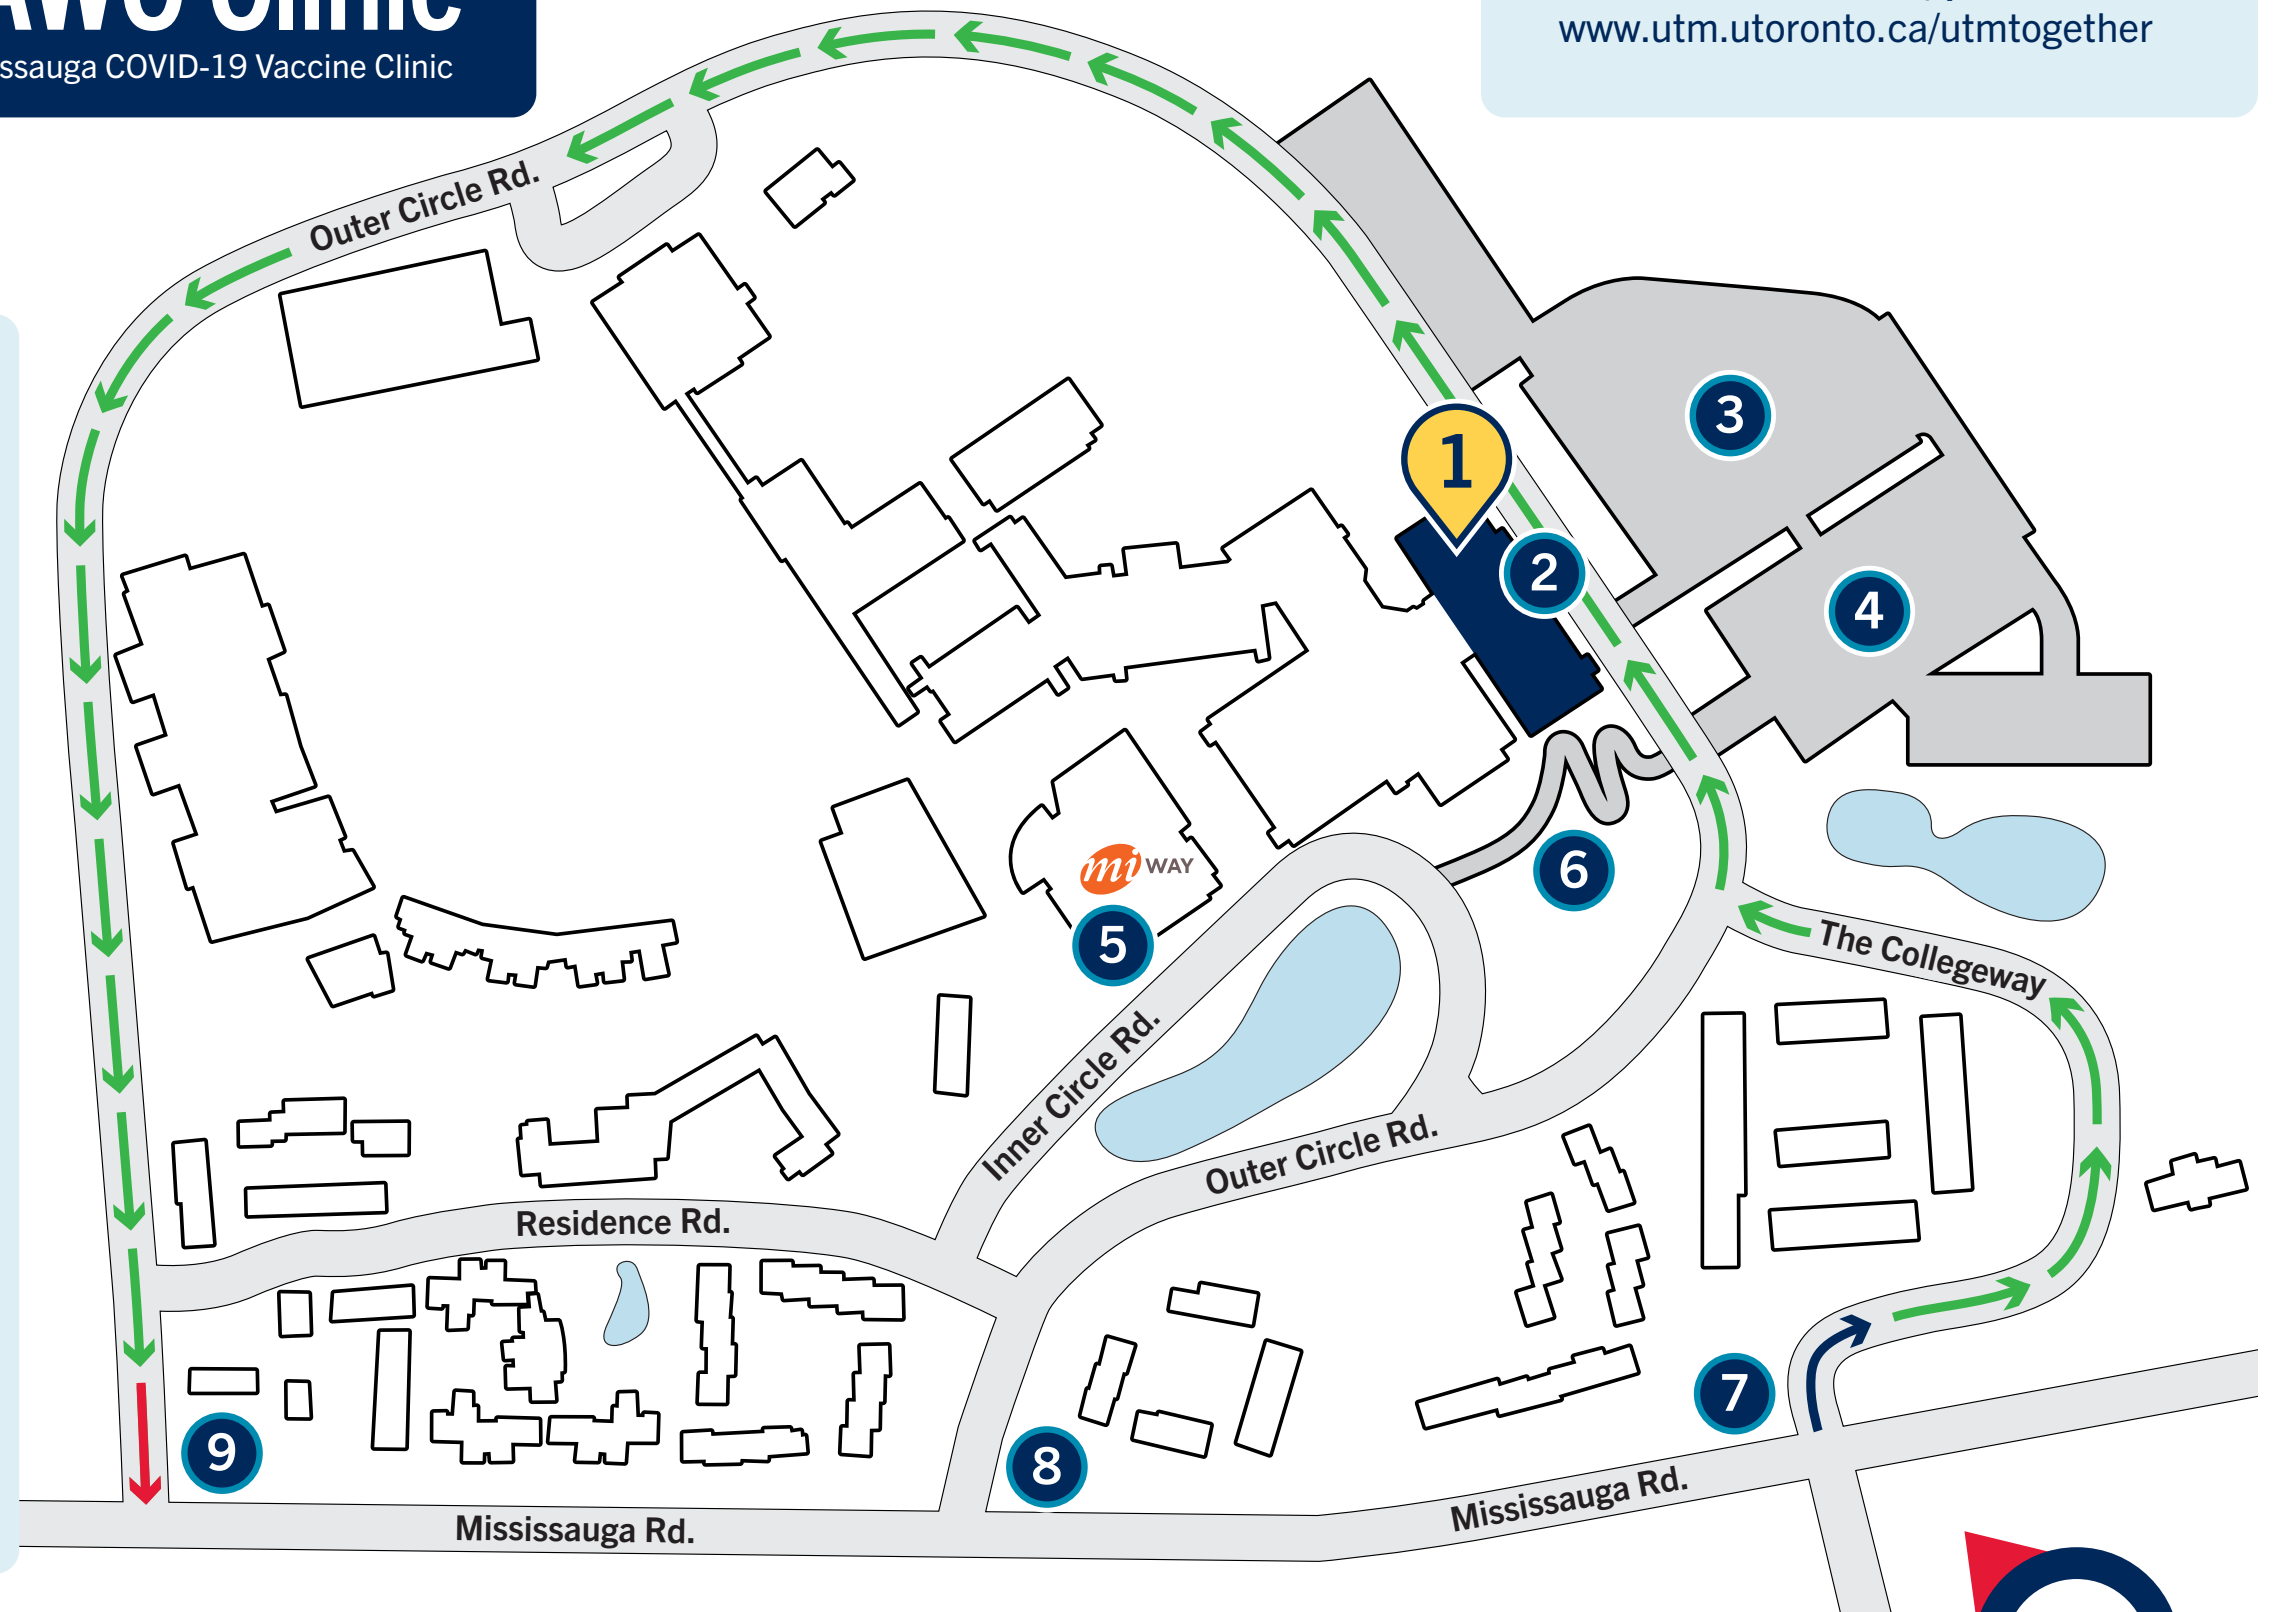 ssauga COVID-19 Vaccine Clinic
www.utm.utoronto.ca/utmtogether
Outer Circle Rd.
3
1
2
4
mi WAY
6
5
The Collegeway
Inner Circle Rd.
Outer Circle Rd.
Residence Rd.
7
9
8
Mississauga Rd.
Mississauga Rd.